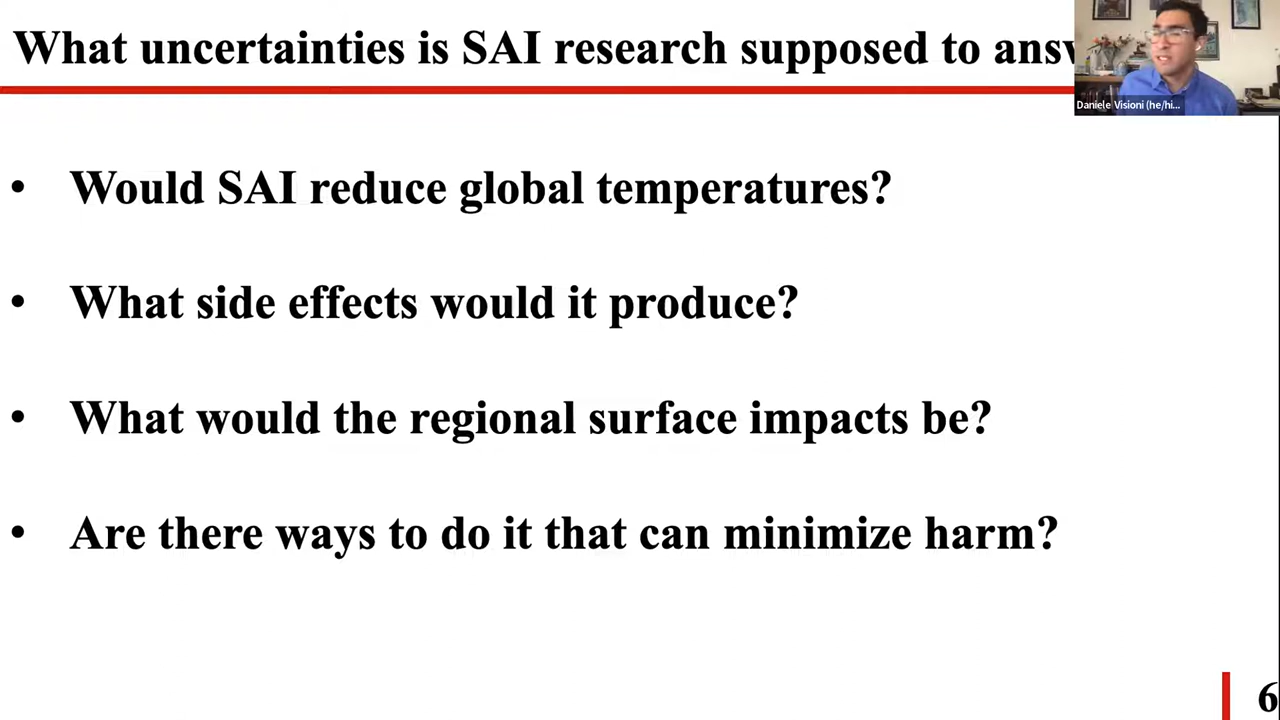 What uncertainties is SAI research supposed to
Daniele Visioni (he/hi...
• Would SAI reduce global temperatures?
• What side effects would it produce?
• What would the regional surface impacts be?
• Are there ways to do it that can minimize harm?
6